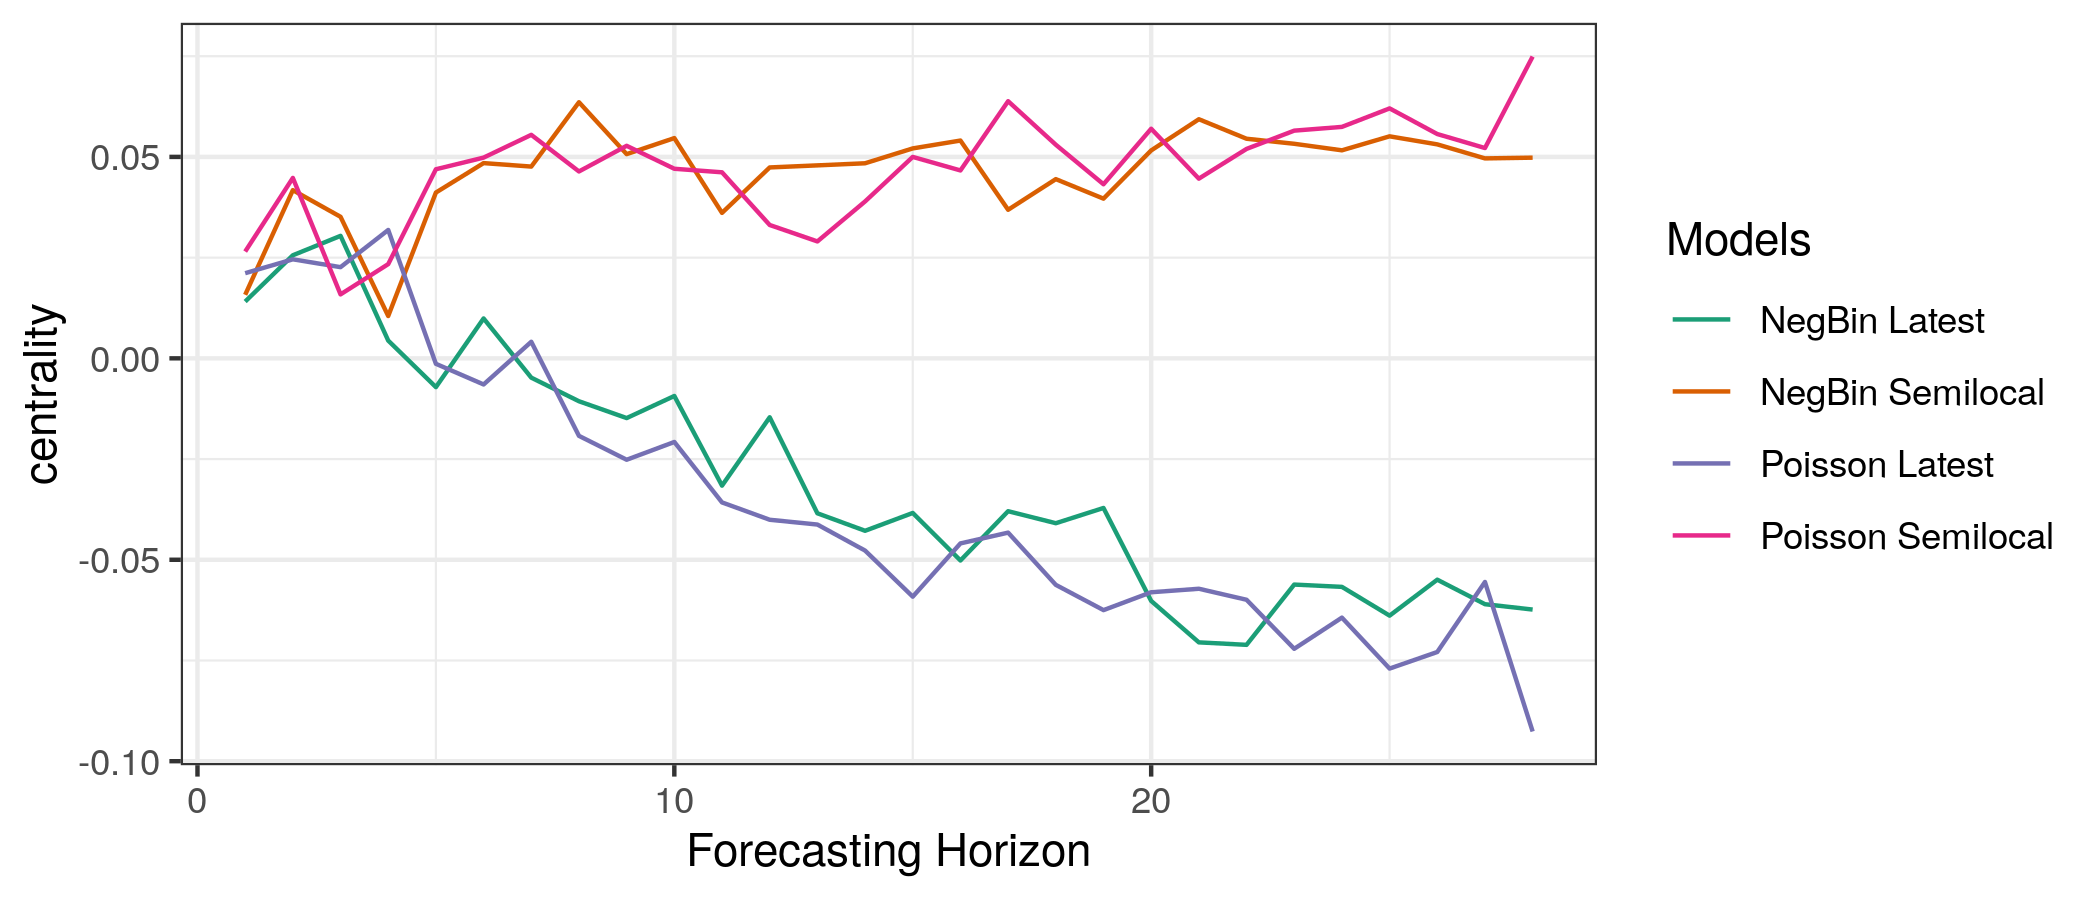 centrality
0.05
0.00
-0.05
-0.10
0
10
20
Forecasting Horizon
Models
NegBin Latest
NegBin Semilocal
Poisson Latest
Poisson Semilocal